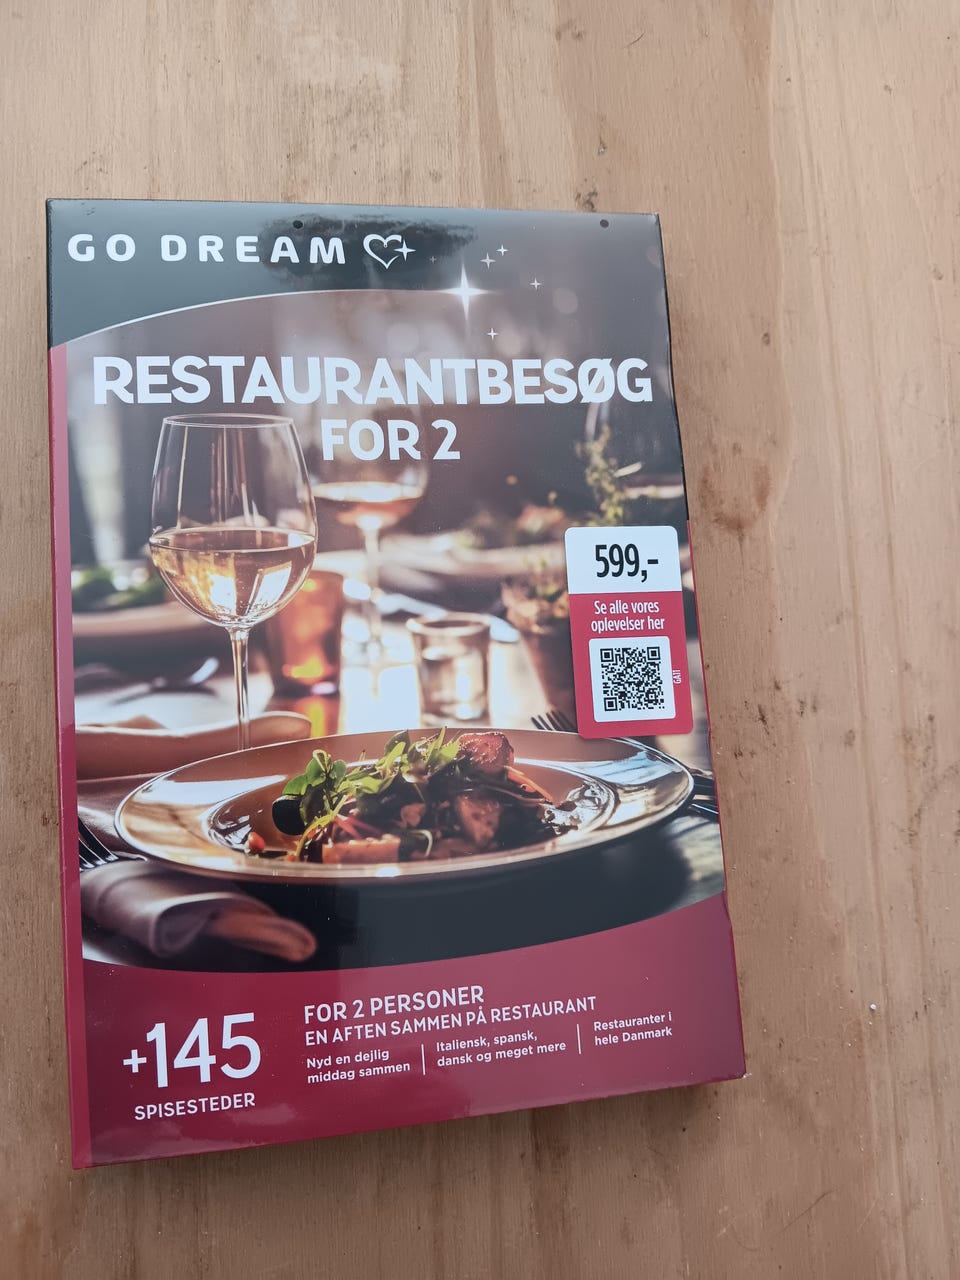 GO DREAM
RESTAURANTBESØG
FOR 2
599,-
Se alle vores
oplevelser her
GA11
+145
SPISESTEDER
FOR 2 PERSONER
EN AFTEN SAMMEN PÅ RESTAURANT
Nyd en dejlig
middag sammen
Italiensk, spansk,
dansk og meget mere
Restauranter i
hele Danmark